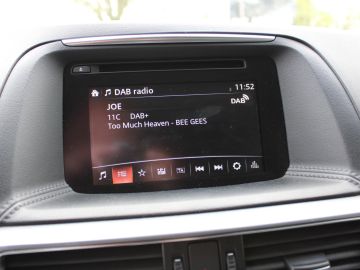 DAB radio 11:52
JOE DAB
11C DAB+
Too Much Heaven - BEE GEES